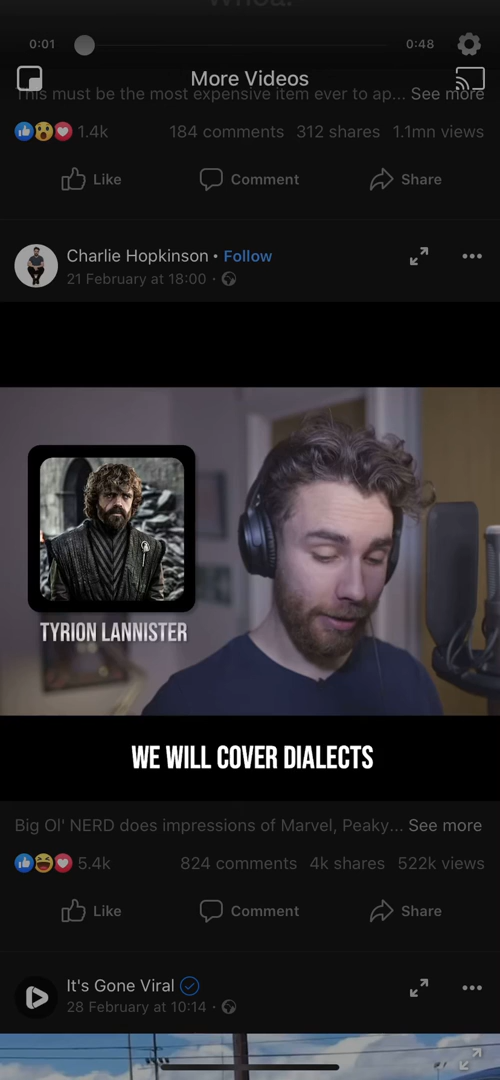 Whoa.
0:01
0:48
More Videos
This must be the most expensive item ever to ap... See more
1.4k 184 comments 312 shares 1.1mn views
Like Comment Share
Charlie Hopkinson • Follow
21 February at 18:00 ·
TYRION LANNISTER
WE WILL COVER DIALECTS
Big Ol' NERD does impressions of Marvel, Peaky... See more
5.4k 824 comments 4k shares 522k views
Like Comment Share
It's Gone Viral
28 February at 10:14 ·